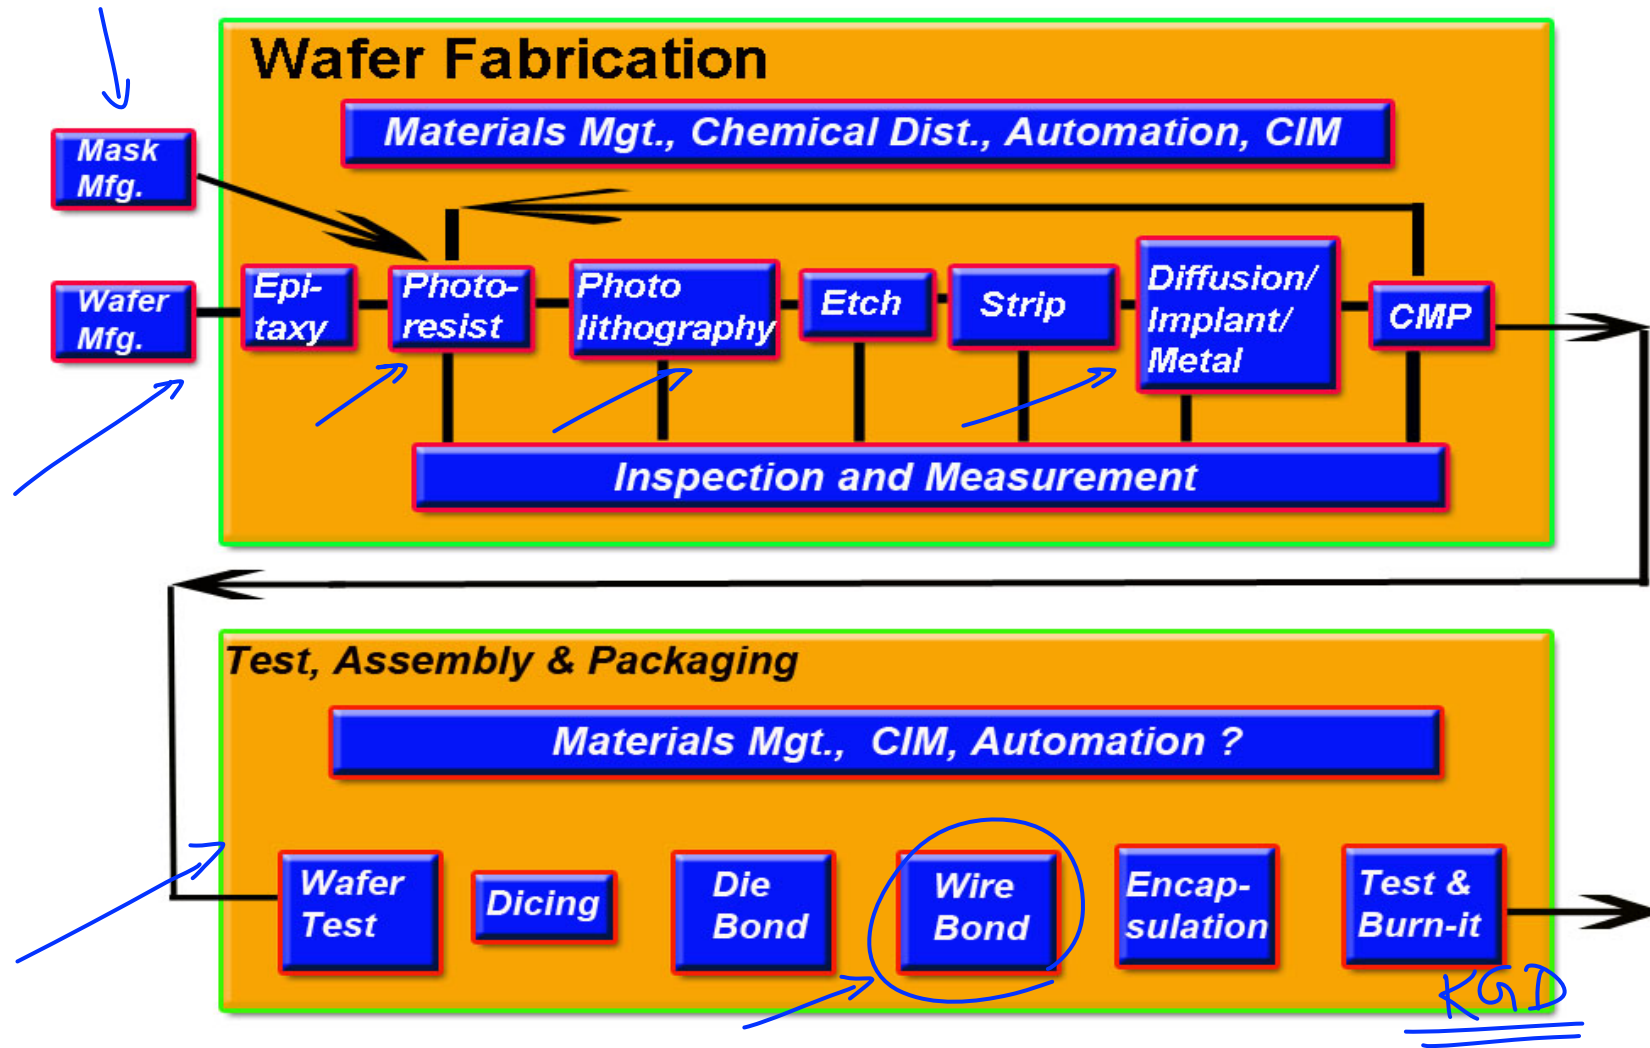 Wafer Fabrication
Materials Mgt., Chemical Dist., Automation, CIM
Mask
Mfg.
Wafer
Mfg.
Epi-
taxy
Photo-
resist
Photo
lithography
Etch
Strip
Diffusion/
Implant/
Metal
CMP
Inspection and Measurement
Test, Assembly & Packaging
Materials Mgt., CIM, Automation ?
Wafer
Test
Dicing
Die
Bond
Wire
Bond
Encap-
sulation
Test &
Burn-it
KGD